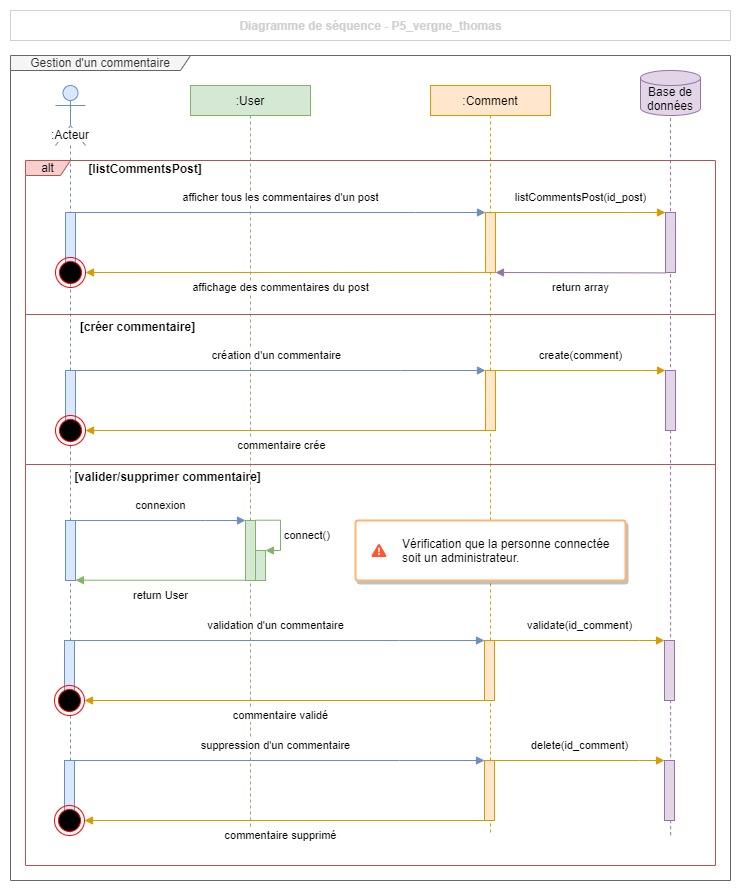 Diagramme de séquence - P5_vergne_thomas
Gestion d'un commentaire
:Acteur
:User
:Comment
Base de
données
alt
[listCommentsPost]
afficher tous les commentaires d'un post
listCommentsPost(id_post)
affichage des commentaires du post
return array
[créer commentaire]
création d'un commentaire
create(comment)
commentaire crée
[valider/supprimer commentaire]
connexion
connect()
Vérification que la personne connectée
soit un administrateur.
return User
validation d'un commentaire
validate(id_comment)
commentaire validé
suppression d'un commentaire
delete(id_comment)
commentaire supprimé